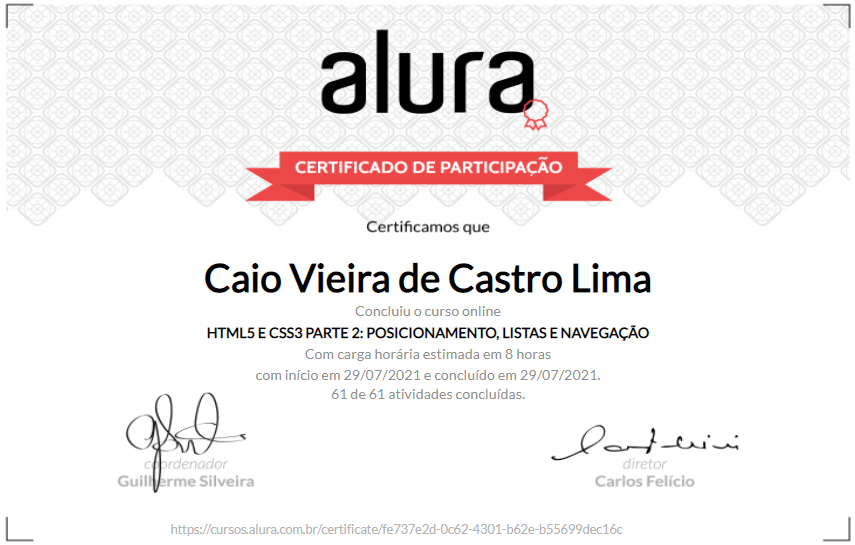 alura
CERTIFICADO DE PARTICIPAÇÃO
Certificamos que
Caio Vieira de Castro Lima
Concluiu o curso online
HTML5 E CSS3 PARTE 2: POSICIONAMENTO, LISTAS E NAVEGAÇÃO
Com carga horária estimada em 8 horas
com início em 29/07/2021 e concluído em 29/07/2021.
61 de 61 atividades concluídas.
coordenador
Guilherme Silveira
diretor
Carlos Felício
https://cursos.alura.com.br/certificate/fe737e2d-0c62-4301-b62e-b55699dec16c